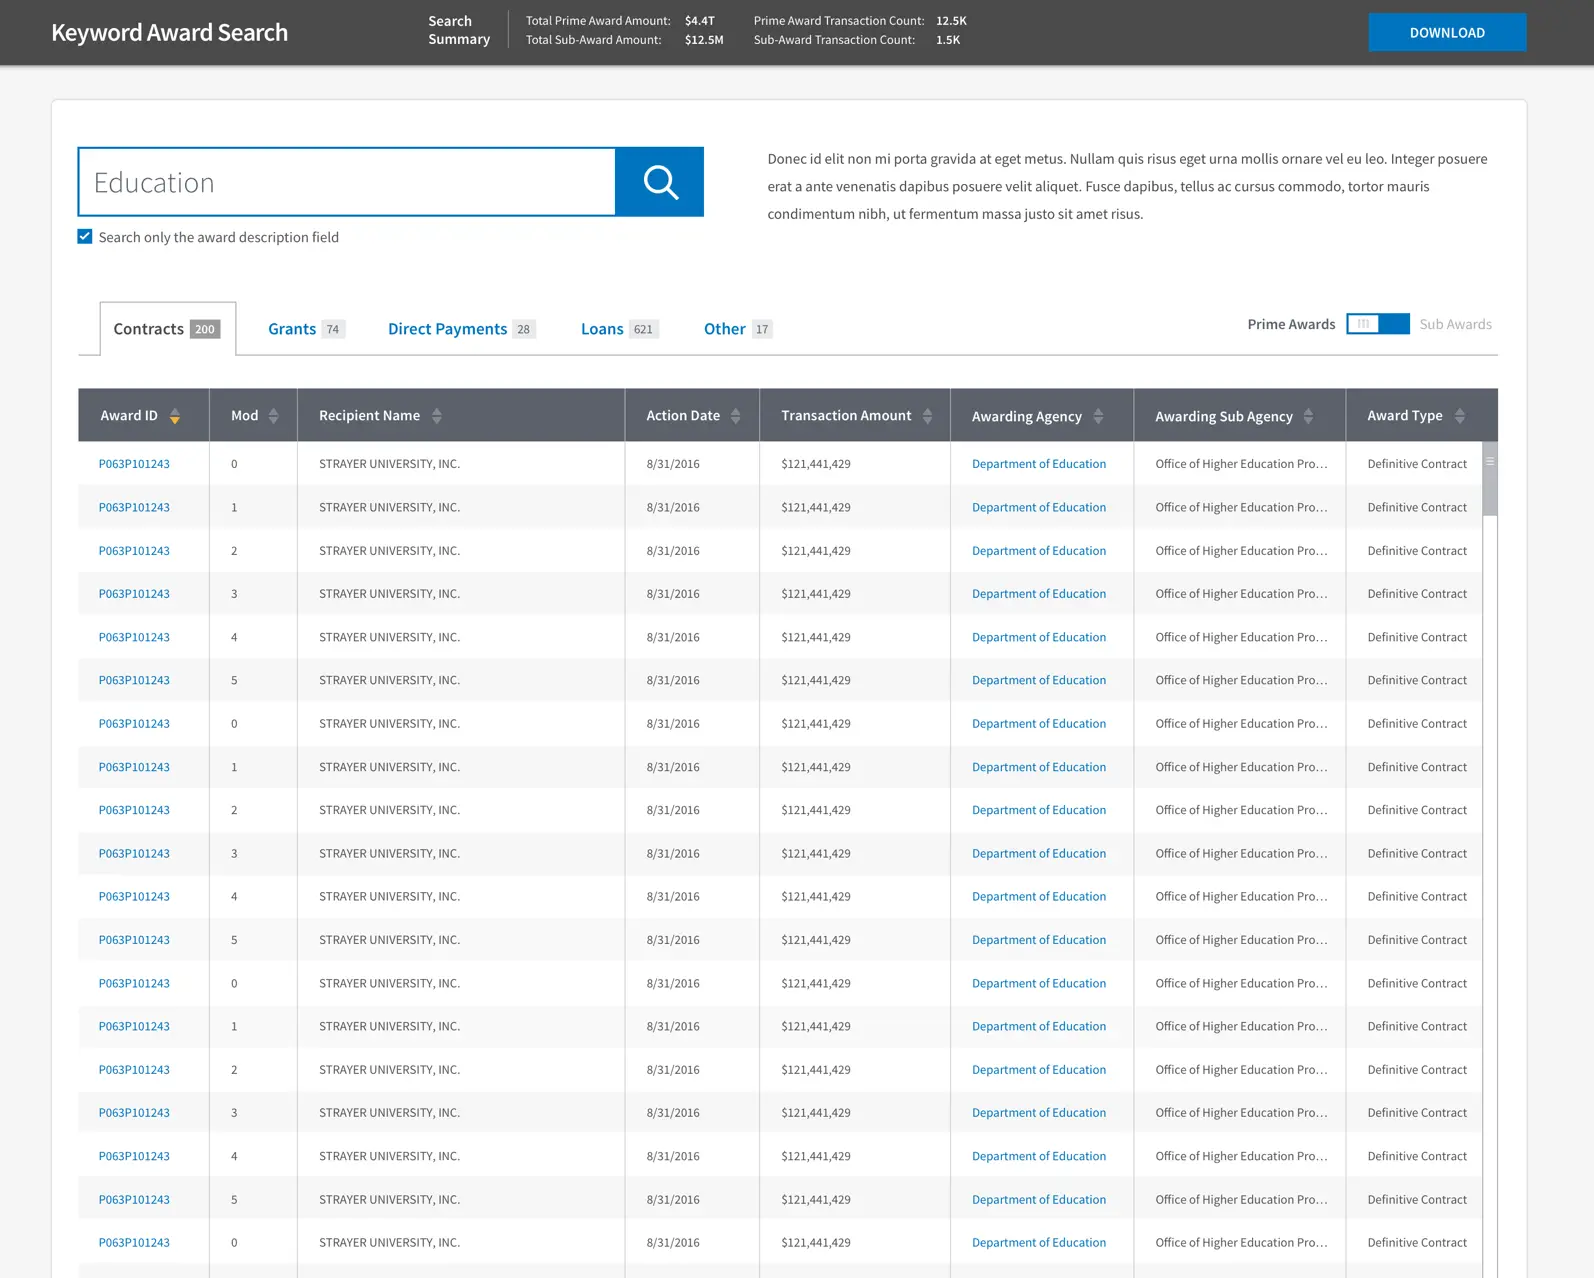 Keyword Award Search
Search Summary
Total Prime Award Amount: $4.4T
Prime Award Transaction Count: 12.5K
Total Sub-Award Amount: $12.5M
Sub-Award Transaction Count: 1.5K
DOWNLOAD
Education
Search only the award description field
Donec id elit non mi porta gravida at eget metus. Nullam quis risus eget urna mollis ornare vel eu leo. Integer posuere
erat a ante venenatis dapibus posuere velit aliquet. Fusce dapibus, tellus ac cursus commodo, tortor mauris
condimentum nibh, ut fermentum massa justo sit amet risus.
Contracts 200 Grants 74 Direct Payments 28 Loans 621 Other 17
Prime Awards Sub Awards
Award ID Mod Recipient Name Action Date Transaction Amount Awarding Agency Awarding Sub Agency Award Type
P063P101243 0 STRAYER UNIVERSITY, INC. 8/31/2016 $121,441,429 Department of Education Office of Higher Education Pro... Definitive Contract
P063P101243 1 STRAYER UNIVERSITY, INC. 8/31/2016 $121,441,429 Department of Education Office of Higher Education Pro... Definitive Contract
P063P101243 2 STRAYER UNIVERSITY, INC. 8/31/2016 $121,441,429 Department of Education Office of Higher Education Pro... Definitive Contract
P063P101243 3 STRAYER UNIVERSITY, INC. 8/31/2016 $121,441,429 Department of Education Office of Higher Education Pro... Definitive Contract
P063P101243 4 STRAYER UNIVERSITY, INC. 8/31/2016 $121,441,429 Department of Education Office of Higher Education Pro... Definitive Contract
P063P101243 5 STRAYER UNIVERSITY, INC. 8/31/2016 $121,441,429 Department of Education Office of Higher Education Pro... Definitive Contract
P063P101243 0 STRAYER UNIVERSITY, INC. 8/31/2016 $121,441,429 Department of Education Office of Higher Education Pro... Definitive Contract
P063P101243 1 STRAYER UNIVERSITY, INC. 8/31/2016 $121,441,429 Department of Education Office of Higher Education Pro... Definitive Contract
P063P101243 2 STRAYER UNIVERSITY, INC. 8/31/2016 $121,441,429 Department of Education Office of Higher Education Pro... Definitive Contract
P063P101243 3 STRAYER UNIVERSITY, INC. 8/31/2016 $121,441,429 Department of Education Office of Higher Education Pro... Definitive Contract
P063P101243 4 STRAYER UNIVERSITY, INC. 8/31/2016 $121,441,429 Department of Education Office of Higher Education Pro... Definitive Contract
P063P101243 5 STRAYER UNIVERSITY, INC. 8/31/2016 $121,441,429 Department of Education Office of Higher Education Pro... Definitive Contract
P063P101243 0 STRAYER UNIVERSITY, INC. 8/31/2016 $121,441,429 Department of Education Office of Higher Education Pro... Definitive Contract
P063P101243 1 STRAYER UNIVERSITY, INC. 8/31/2016 $121,441,429 Department of Education Office of Higher Education Pro... Definitive Contract
P063P101243 2 STRAYER UNIVERSITY, INC. 8/31/2016 $121,441,429 Department of Education Office of Higher Education Pro... Definitive Contract
P063P101243 3 STRAYER UNIVERSITY, INC. 8/31/2016 $121,441,429 Department of Education Office of Higher Education Pro... Definitive Contract
P063P101243 4 STRAYER UNIVERSITY, INC. 8/31/2016 $121,441,429 Department of Education Office of Higher Education Pro... Definitive Contract
P063P101243 5 STRAYER UNIVERSITY, INC. 8/31/2016 $121,441,429 Department of Education Office of Higher Education Pro... Definitive Contract
P063P101243 0 STRAYER UNIVERSITY, INC. 8/31/2016 $121,441,429 Department of Education Office of Higher Education Pro... Definitive Contract